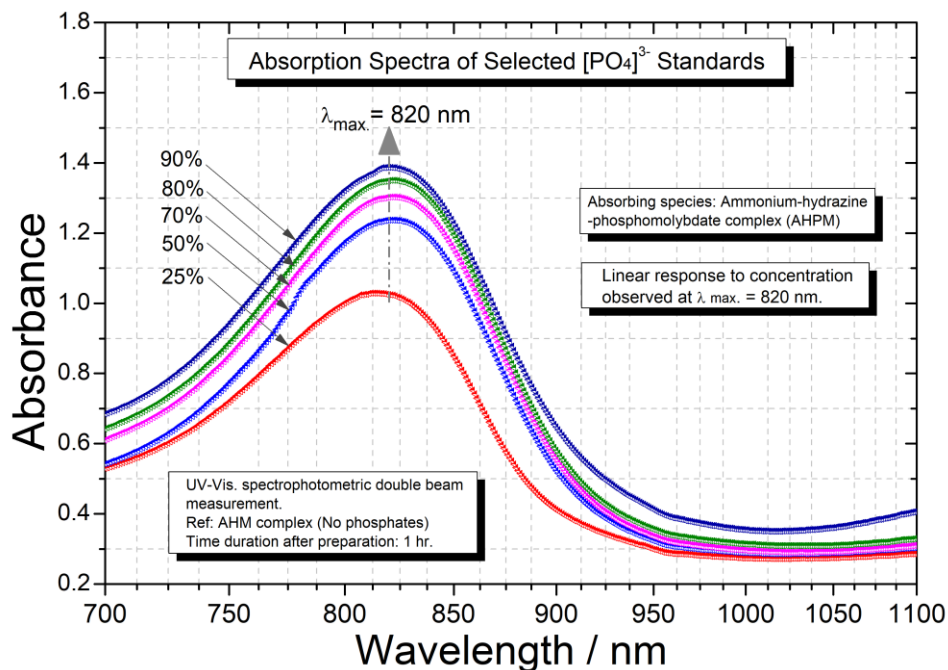 Absorption Spectra of Selected [PO₄]³⁻ Standards
λmax. = 820 nm
90%
80%
70%
50%
25%
Absorbing species: Ammonium-hydrazine
-phosphomolybdate complex (AHPM)
Linear response to concentration
observed at λ max. = 820 nm.
UV-Vis. spectrophotometric double beam
measurement.
Ref: AHM complex (No phosphates)
Time duration after preparation: 1 hr.
Absorbance
1.8
1.6
1.4
1.2
1.0
0.8
0.6
0.4
0.2
700 750 800 850 900 950 1000 1050 1100
Wavelength / nm